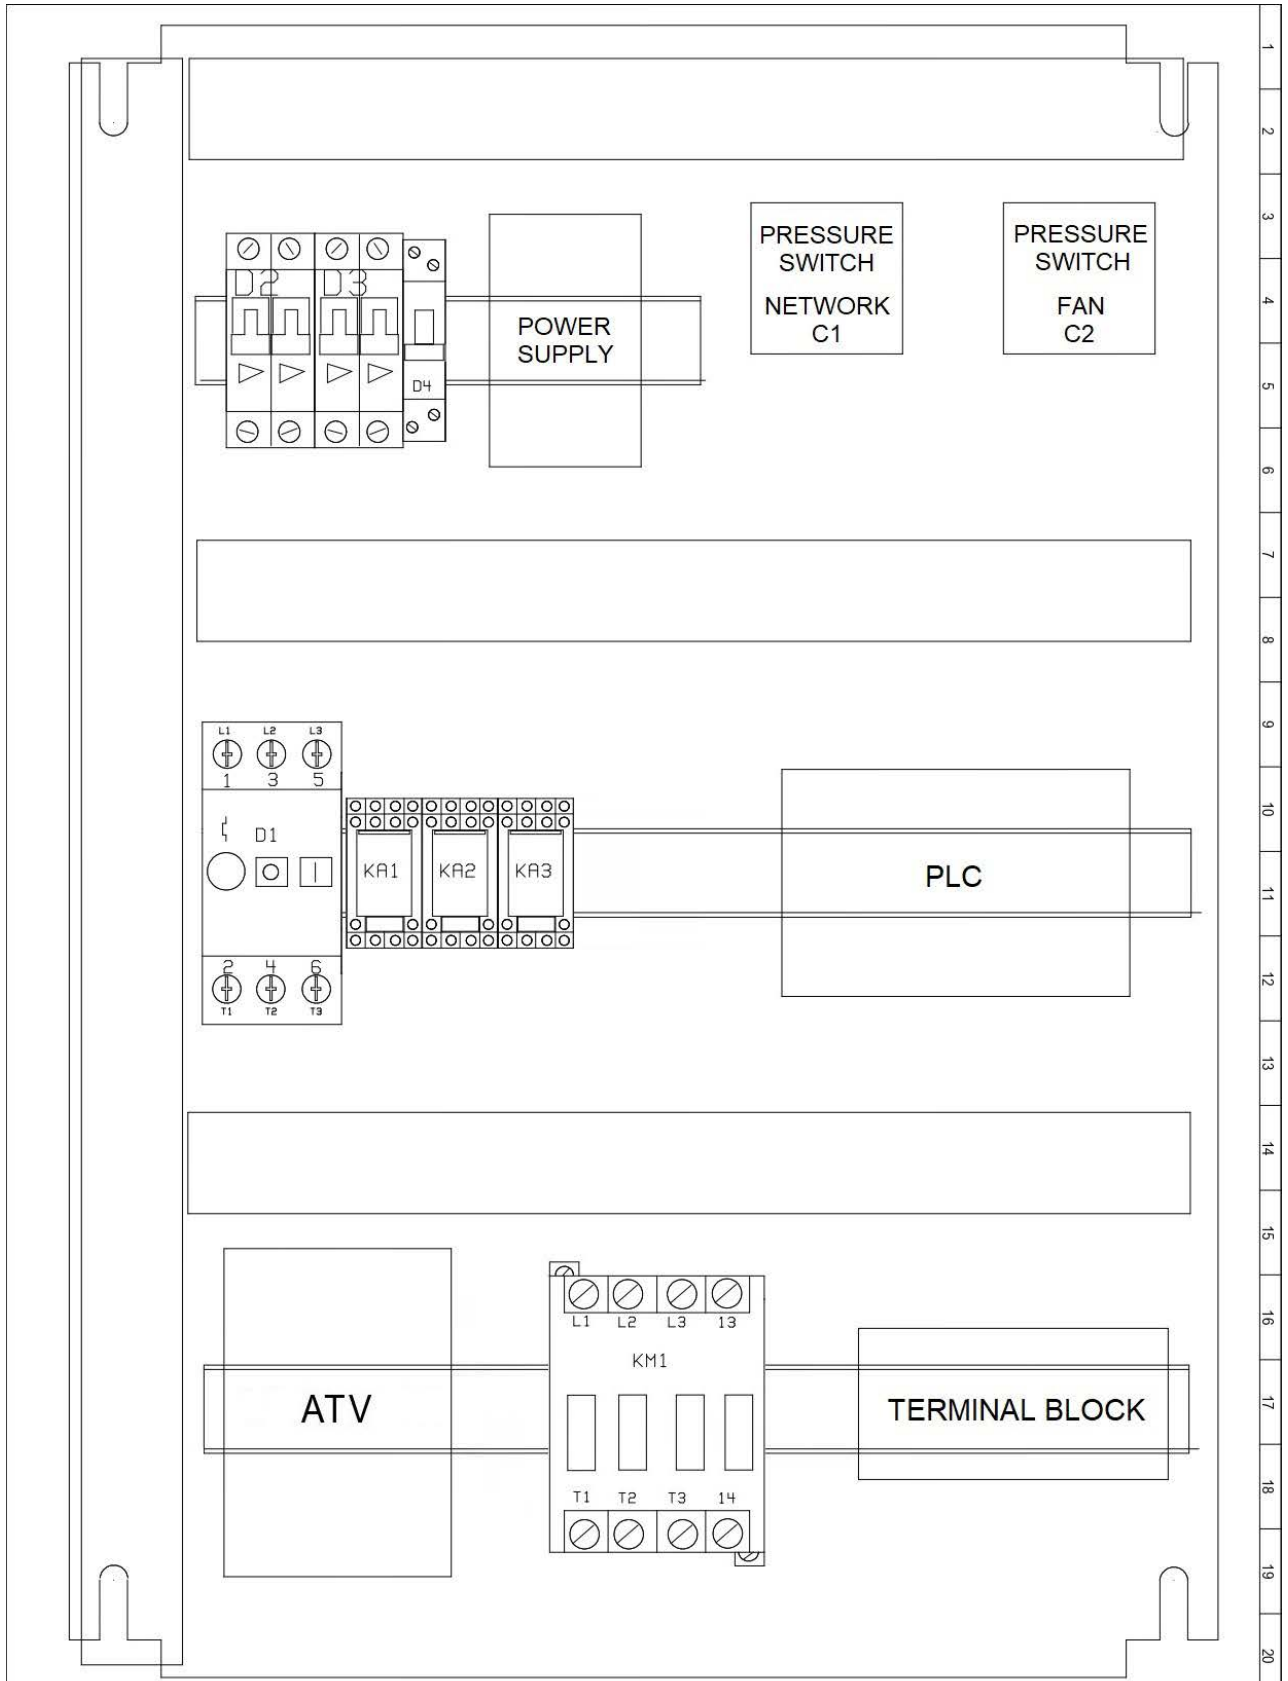 1
2
3
4
5
6
7
8
9
10
11
12
13
14
15
16
17
18
19
20
D2 D3
D4
POWER
SUPPLY
PRESSURE
SWITCH
NETWORK
C1
PRESSURE
SWITCH
FAN
C2
L1 L2 L3
1 3 5
D1
2 4 6
T1 T2 T3
KA1 KA2 KA3
PLC
ATV
L1 L2 L3 13
KM1
T1 T2 T3 14
TERMINAL BLOCK